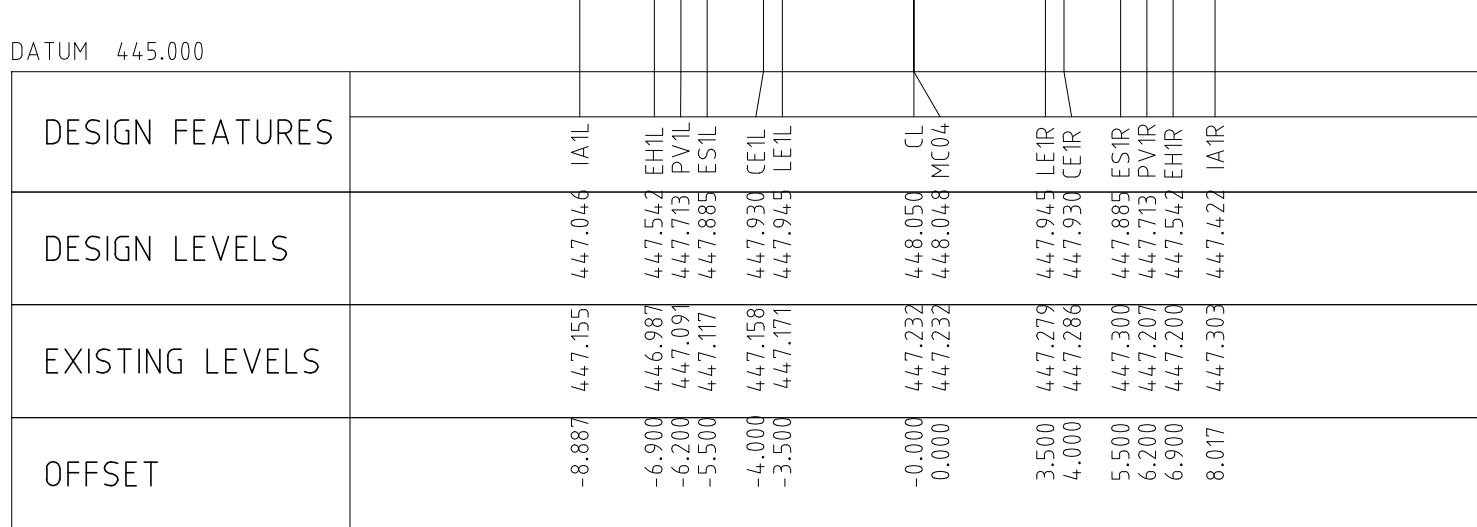 DATUM 445.000
DESIGN FEATURES IA1L EH1L PV1L ES1L CE1L LE1L CL MC04 LE1R CE1R ES1R PV1R EH1R IA1R
DESIGN LEVELS 447.046 447.542 447.713 447.885 447.930 447.945 448.050 448.048 447.945 447.930 447.885 447.713 447.542 447.422
EXISTING LEVELS 447.155 446.987 447.091 447.117 447.158 447.171 447.232 447.232 447.279 447.286 447.300 447.207 447.200 447.303
OFFSET -8.887 -6.900 -6.200 -5.500 -4.000 -3.500 -0.000 0.000 3.500 4.000 5.500 6.200 6.900 8.017